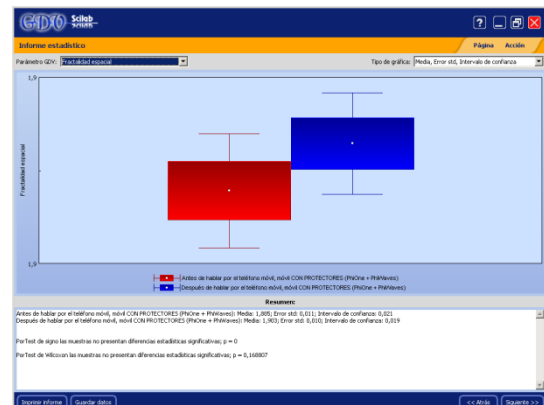 GDV Scilab
Informe estadístico
Página Acción
Parámetro GDV: Fractalidad espacial
Tipo de gráfica: Media, Error std, Intervalo de confianza
1,9
Fractalidad espacial
1,9
Antes de hablar por el teléfono móvil, móvil CON PROTECTORES (PhiOne + PhiWaves)
Después de hablar por el teléfono móvil, móvil CON PROTECTORES (PhiOne + PhiWaves)
Resumen:
Antes de hablar por el teléfono móvil, móvil CON PROTECTORES (PhiOne + PhiWaves): Media: 1,885; Error std: 0,011; Intervalo de confianza: 0,021
Después de hablar por el teléfono móvil, móvil CON PROTECTORES (PhiOne + PhiWaves): Media: 1,903; Error std: 0,010; Intervalo de confianza: 0,019
PorTest de signo las muestras no presentan diferencias estadísticas significativas; p = 0
PorTest de Wilcoxon las muestras no presentan diferencias estadísticas significativas; p = 0,168807
Imprimir informe Guardar datos << Atrás Siguiente >>